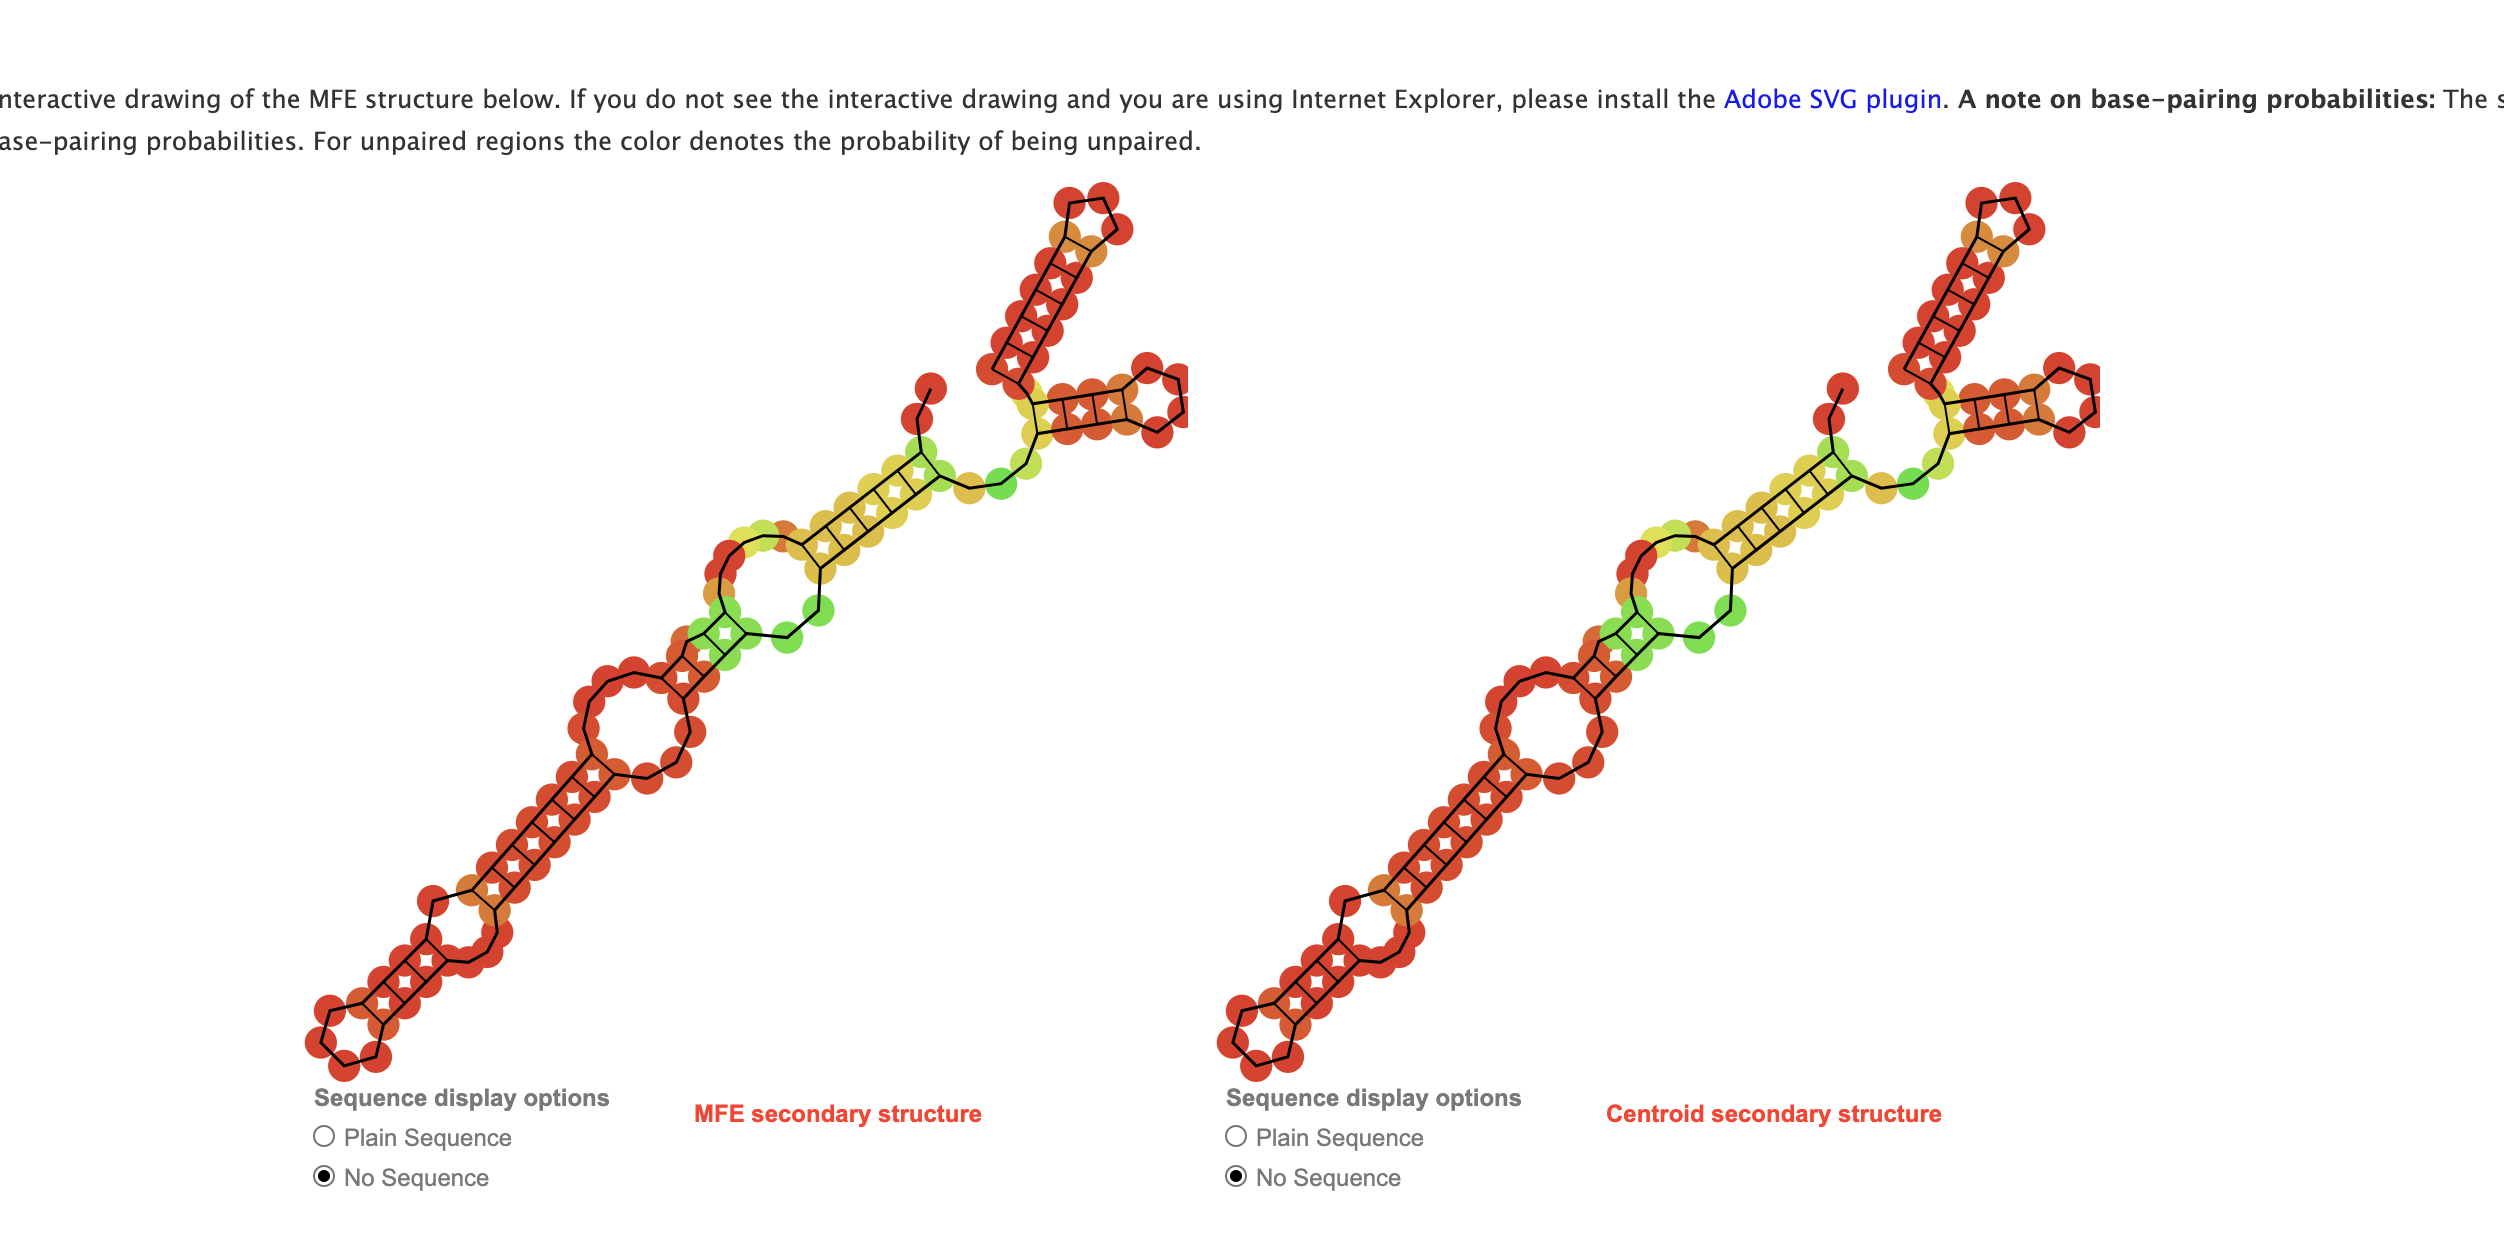 nteractive drawing of the MFE structure below. If you do not see the interactive drawing and you are using Internet Explorer, please install the Adobe SVG plugin. A note on base-pairing probabilities: The s
ase-pairing probabilities. For unpaired regions the color denotes the probability of being unpaired.
Sequence display options
MFE secondary structure
Plain Sequence
No Sequence
Sequence display options
Centroid secondary structure
Plain Sequence
No Sequence